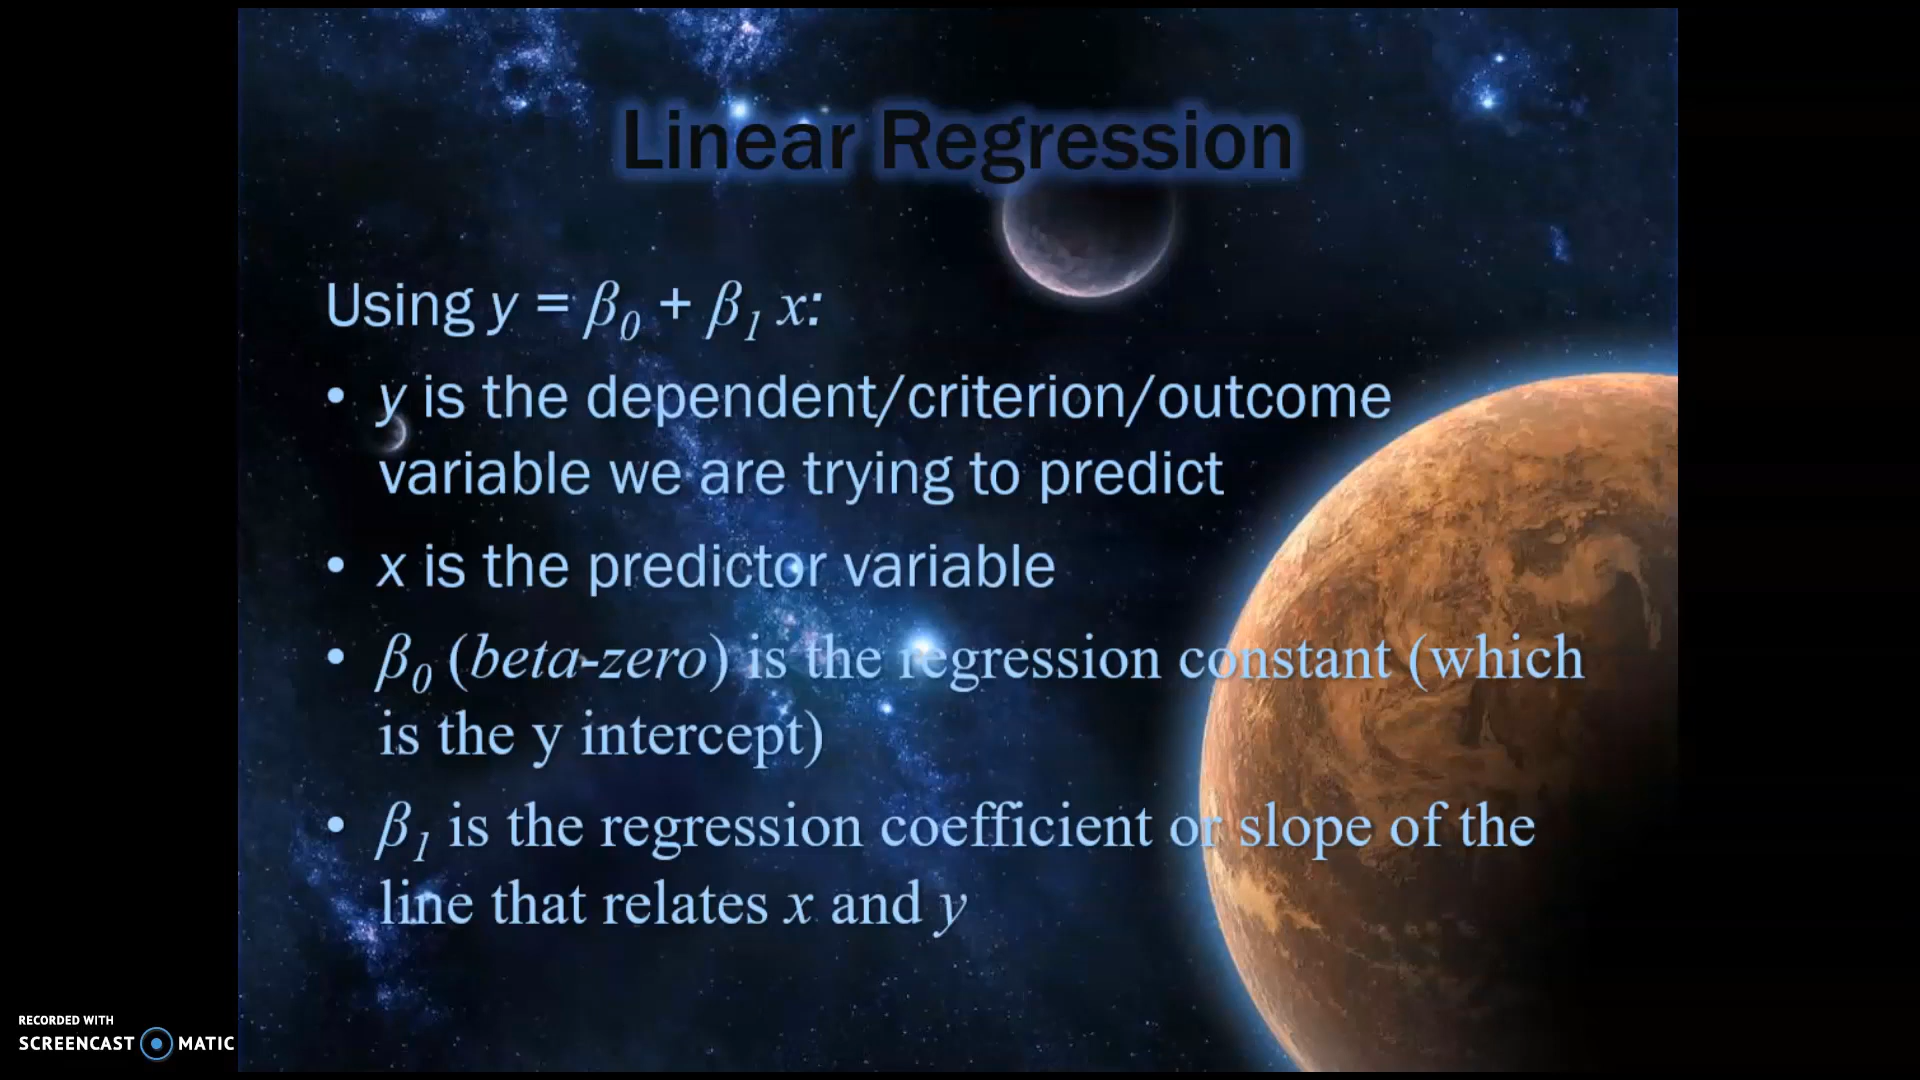 Linear Regression
Using y = β₀ + β₁ x:
• y is the dependent/criterion/outcome
variable we are trying to predict
• x is the predictor variable
• β₀ (beta-zero) is the regression constant (which
is the y intercept)
• β₁ is the regression coefficient or slope of the
line that relates x and y
RECORDED WITH
SCREENCAST MATIC